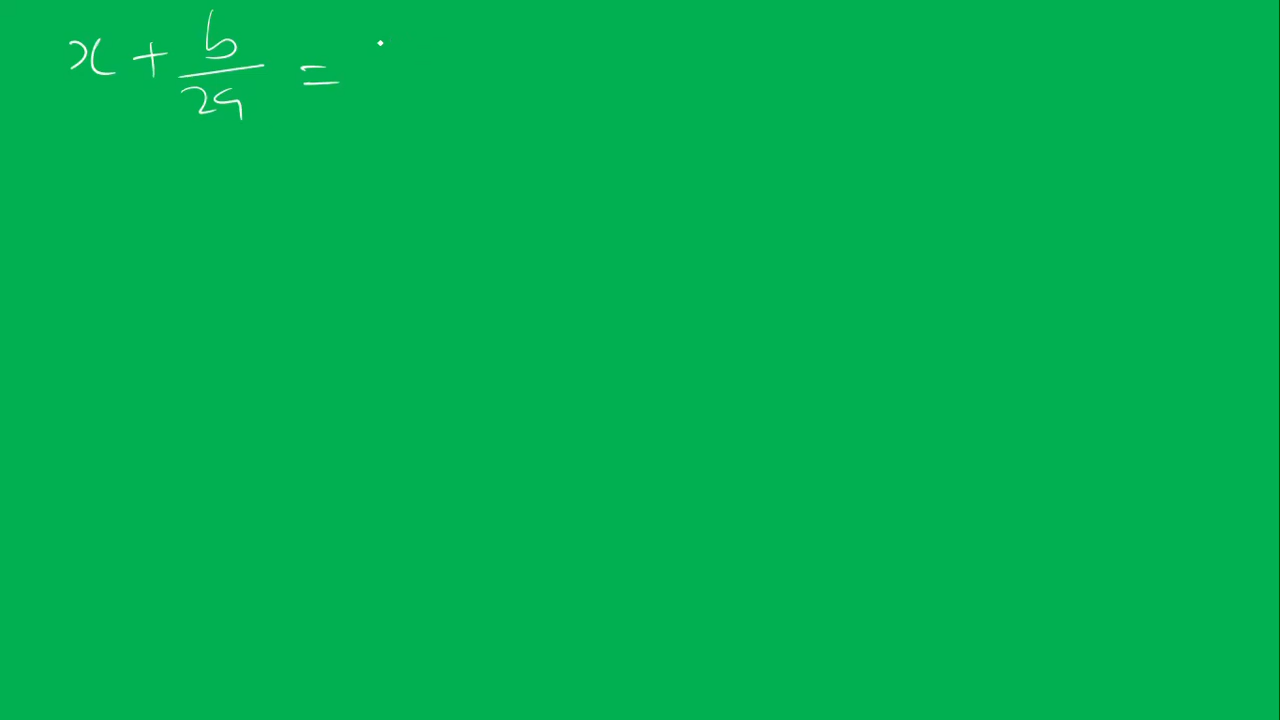 x + b/2a =